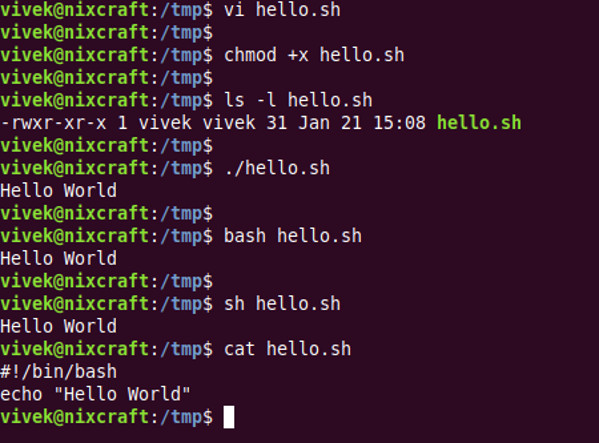 vivek@nixcraft:/tmp$ vi hello.sh
vivek@nixcraft:/tmp$
vivek@nixcraft:/tmp$ chmod +x hello.sh
vivek@nixcraft:/tmp$
vivek@nixcraft:/tmp$ ls -l hello.sh
-rwxr-xr-x 1 vivek vivek 31 Jan 21 15:08 hello.sh
vivek@nixcraft:/tmp$
vivek@nixcraft:/tmp$ ./hello.sh
Hello World
vivek@nixcraft:/tmp$
vivek@nixcraft:/tmp$ bash hello.sh
Hello World
vivek@nixcraft:/tmp$
vivek@nixcraft:/tmp$ sh hello.sh
Hello World
vivek@nixcraft:/tmp$ cat hello.sh
#!/bin/bash
echo "Hello World"
vivek@nixcraft:/tmp$